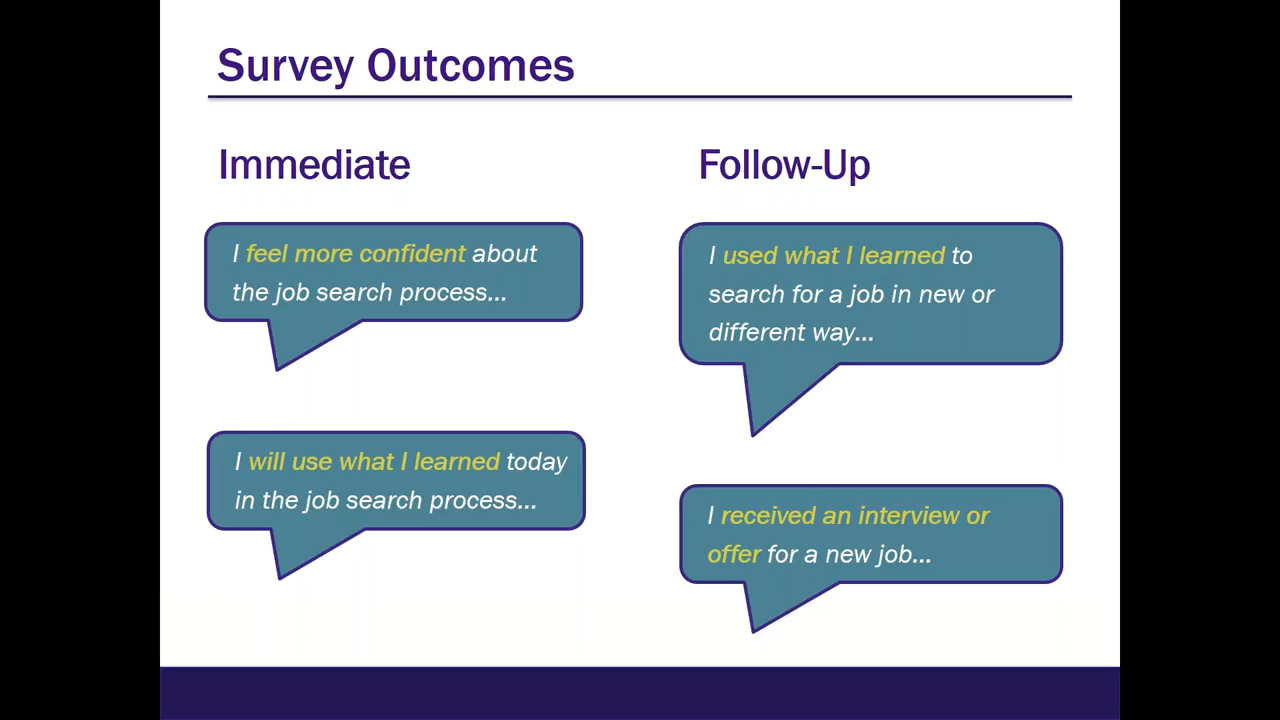 Survey Outcomes
Immediate
I feel more confident about
the job search process...
I will use what I learned today
in the job search process...
Follow-Up
I used what I learned to
search for a job in new or
different way...
I received an interview or
offer for a new job...